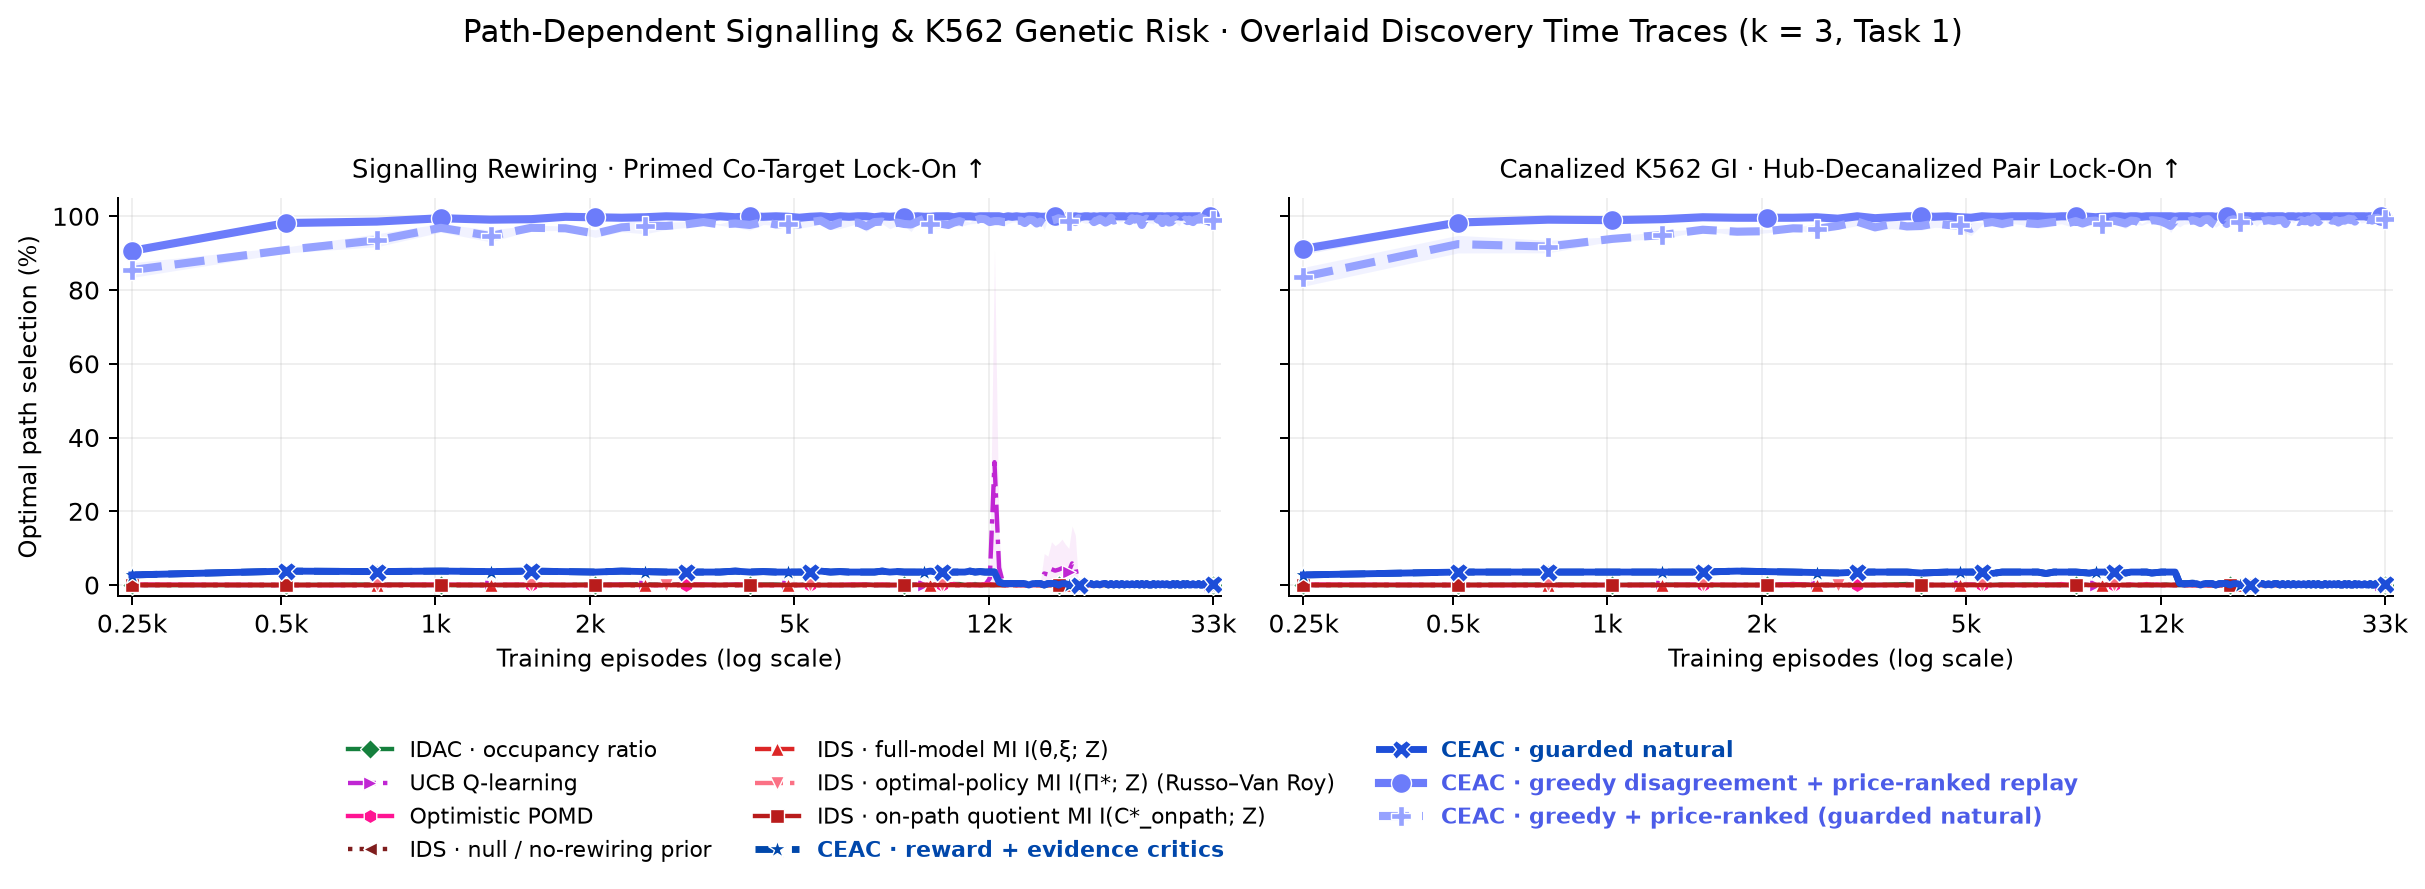 Path-Dependent Signalling & K562 Genetic Risk · Overlaid Discovery Time Traces (k = 3, Task 1)
Signalling Rewiring · Primed Co-Target Lock-On ↑
Canalized K562 GI · Hub-Decanalized Pair Lock-On ↑
Optimal path selection (%)
100
80
60
40
20
0
0.25k 0.5k 1k 2k 5k 12k 33k
0.25k 0.5k 1k 2k 5k 12k 33k
Training episodes (log scale)
Training episodes (log scale)
IDAC · occupancy ratio
UCB Q-learning
Optimistic POMD
IDS · null / no-rewiring prior
IDS · full-model MI I(θ,ξ; Z)
IDS · optimal-policy MI I(Π*; Z) (Russo–Van Roy)
IDS · on-path quotient MI I(C*_onpath; Z)
CEAC · reward + evidence critics
CEAC · guarded natural
CEAC · greedy disagreement + price-ranked replay
CEAC · greedy + price-ranked (guarded natural)